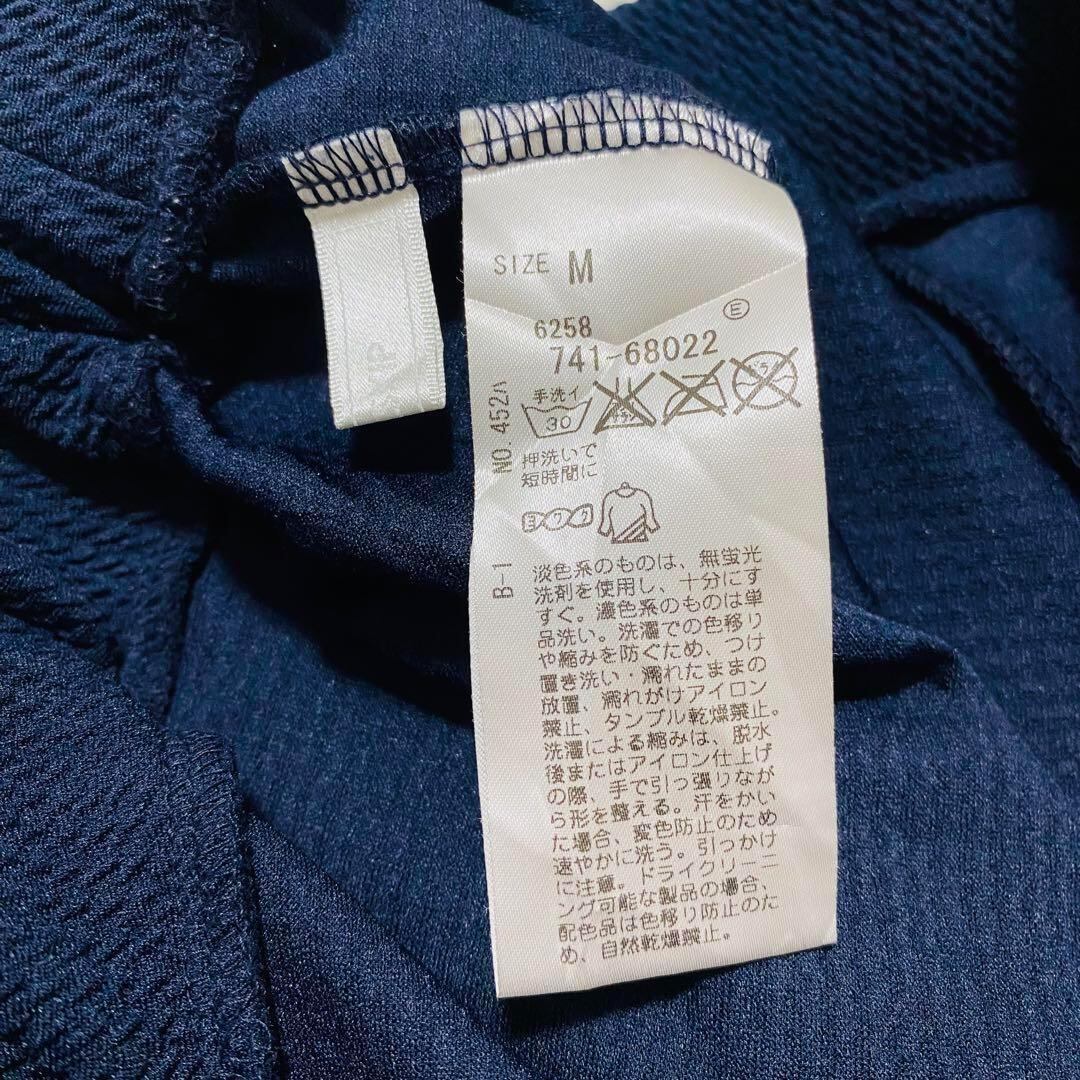 SIZE M
Ⓔ
6258
741-68022
NO. 452ハ
手洗イ
30
押洗いで
短時間に
ヨワク
B-1
淡色系のものは、無蛍光
洗剤を使用し、十分にす
すぐ。濃色系のものは単
品洗い。洗濯での色移り
や縮みを防ぐため、つけ
置き洗い・濡れたままの
放置、濡れがけアイロン
禁止、タンブル乾燥禁止。
洗濯による縮みは、脱水
後またはアイロン仕上げ
の際、手で引っ張りなが
ら形を整える。汗をかい
た場合、変色防止のため
速やかに洗う。引っかけ
に注意。ドライクリーニ
ング可能な製品の場合、
配色品は色移り防止のた
め、自然乾燥禁止。